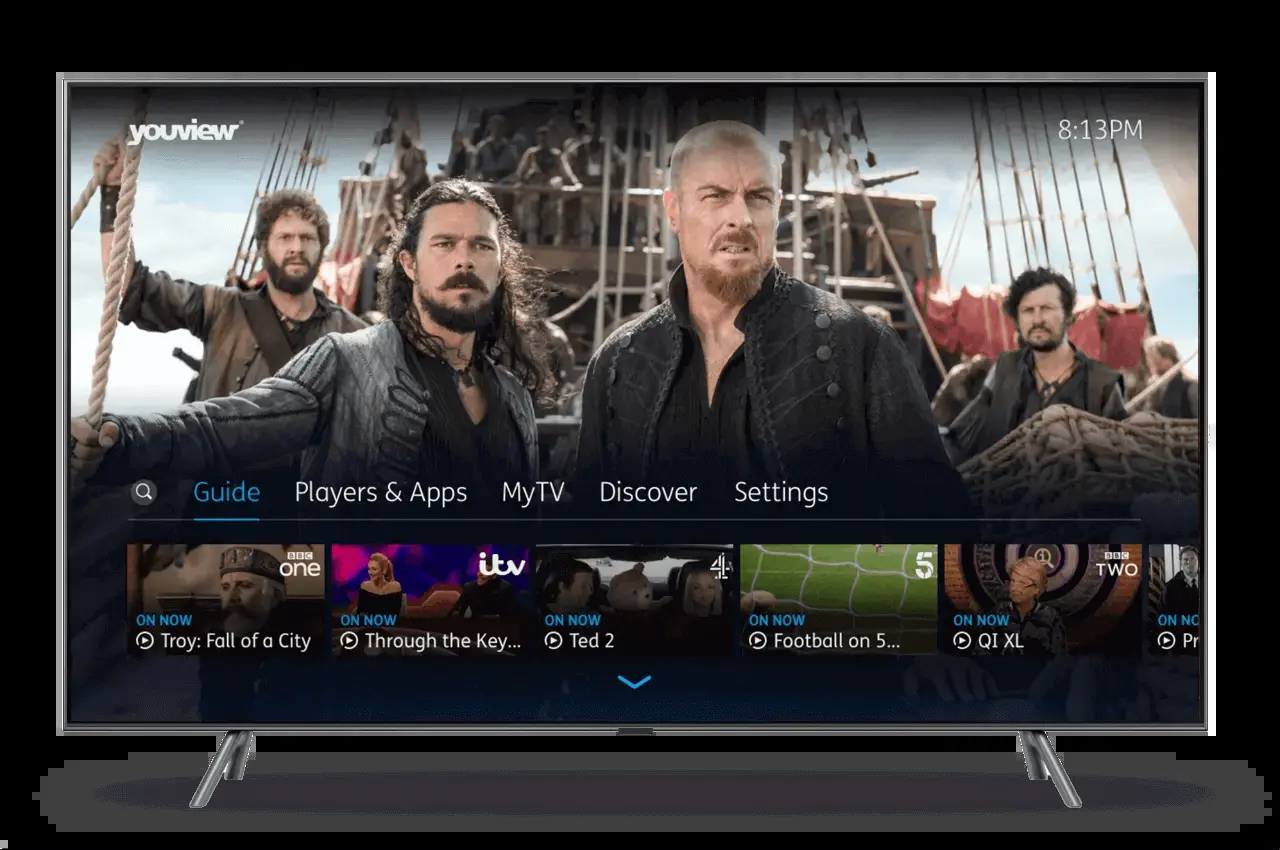 youview
8:13PM
Guide Players & Apps MyTV Discover Settings
BBC one
itv
4
5
BBC TWO
ON NOW
Troy: Fall of a City
ON NOW
Through the Key...
ON NOW
Ted 2
ON NOW
Football on 5...
ON NOW
QI XL
ON NO
Pr